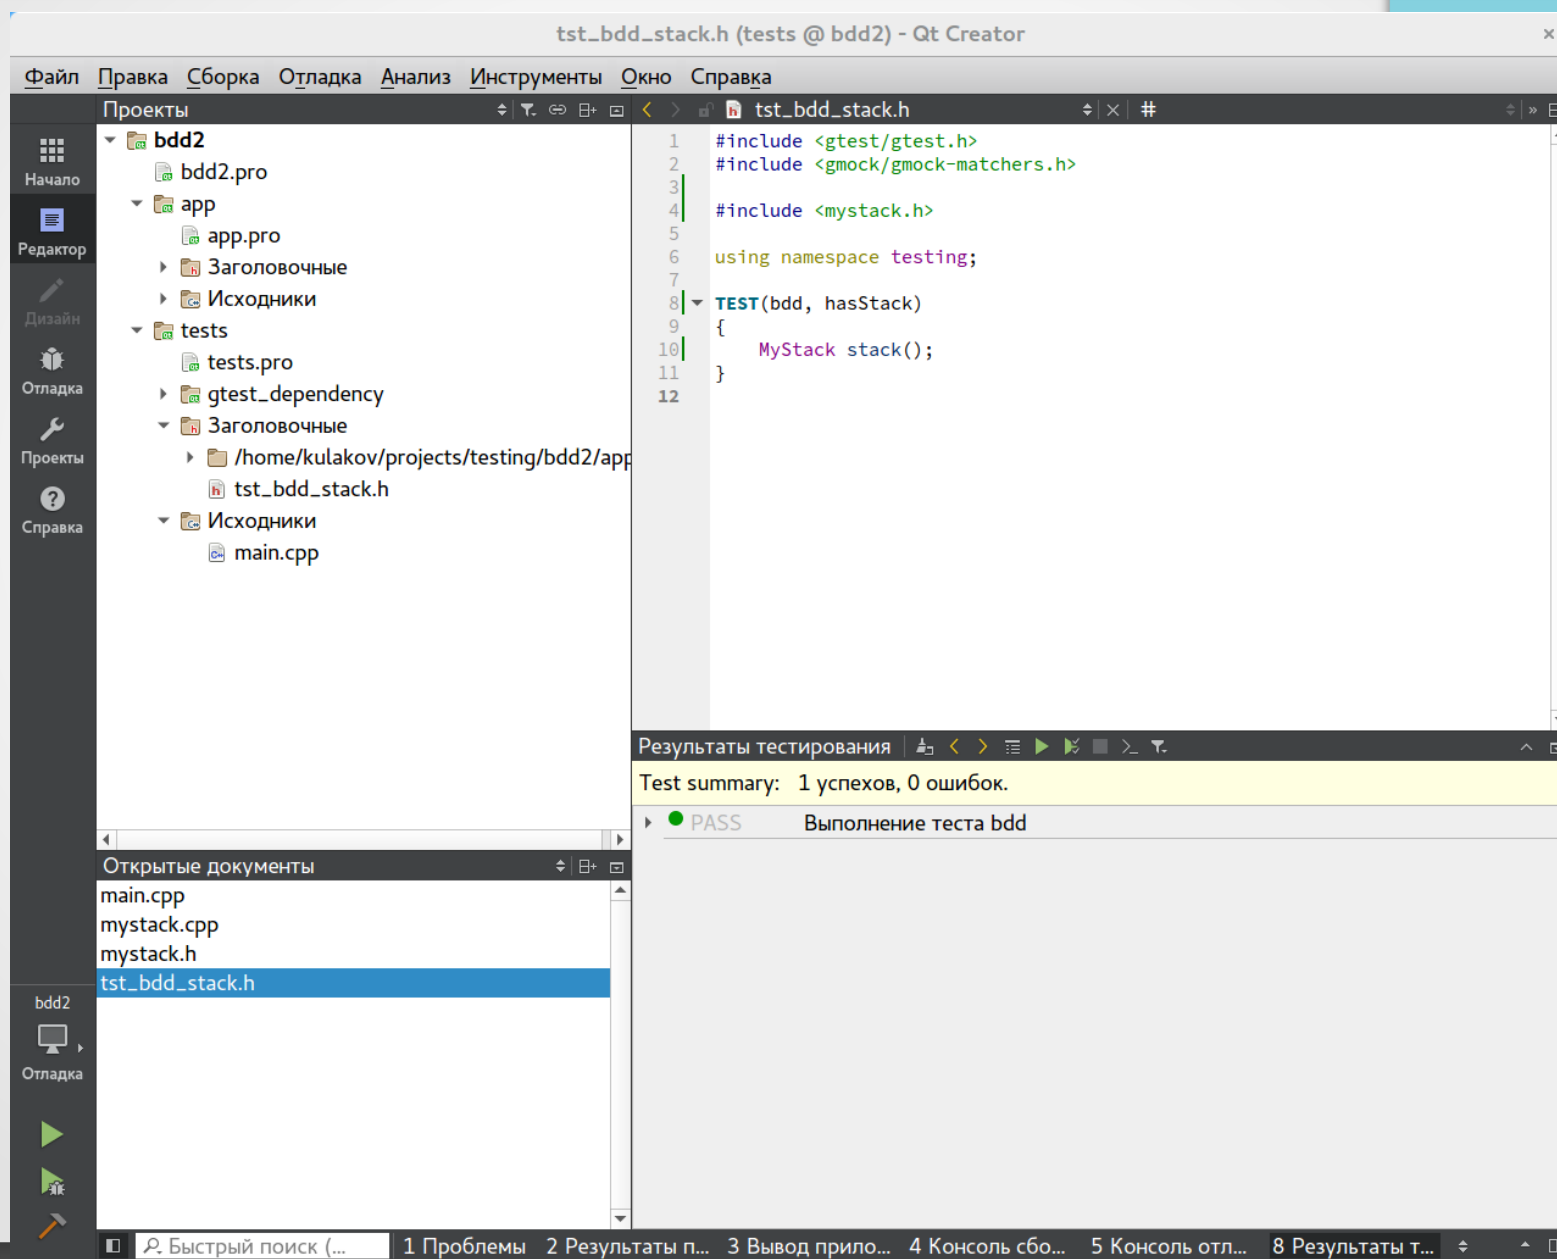 tst_bdd_stack.h (tests @ bdd2) - Qt Creator
Файл Правка Сборка Отладка Анализ Инструменты Окно Справка
Проекты
tst_bdd_stack.h
#
Начало
Редактор
Дизайн
Отладка
Проекты
Справка
bdd2
bdd2.pro
app
app.pro
Заголовочные
Исходники
tests
tests.pro
gtest_dependency
Заголовочные
/home/kulakov/projects/testing/bdd2/app
tst_bdd_stack.h
Исходники
main.cpp
1 #include <gtest/gtest.h>
2 #include <gmock/gmock-matchers.h>
3
4 #include <mystack.h>
5
6 using namespace testing;
7
8 TEST(bdd, hasStack)
9 {
10 MyStack stack();
11 }
12
Результаты тестирования
Test summary: 1 успехов, 0 ошибок.
PASS Выполнение теста bdd
Открытые документы
main.cpp
mystack.cpp
mystack.h
tst_bdd_stack.h
bdd2
Отладка
Быстрый поиск (... 1 Проблемы 2 Результаты п... 3 Вывод прило... 4 Консоль сбо... 5 Консоль отл... 8 Результаты т...